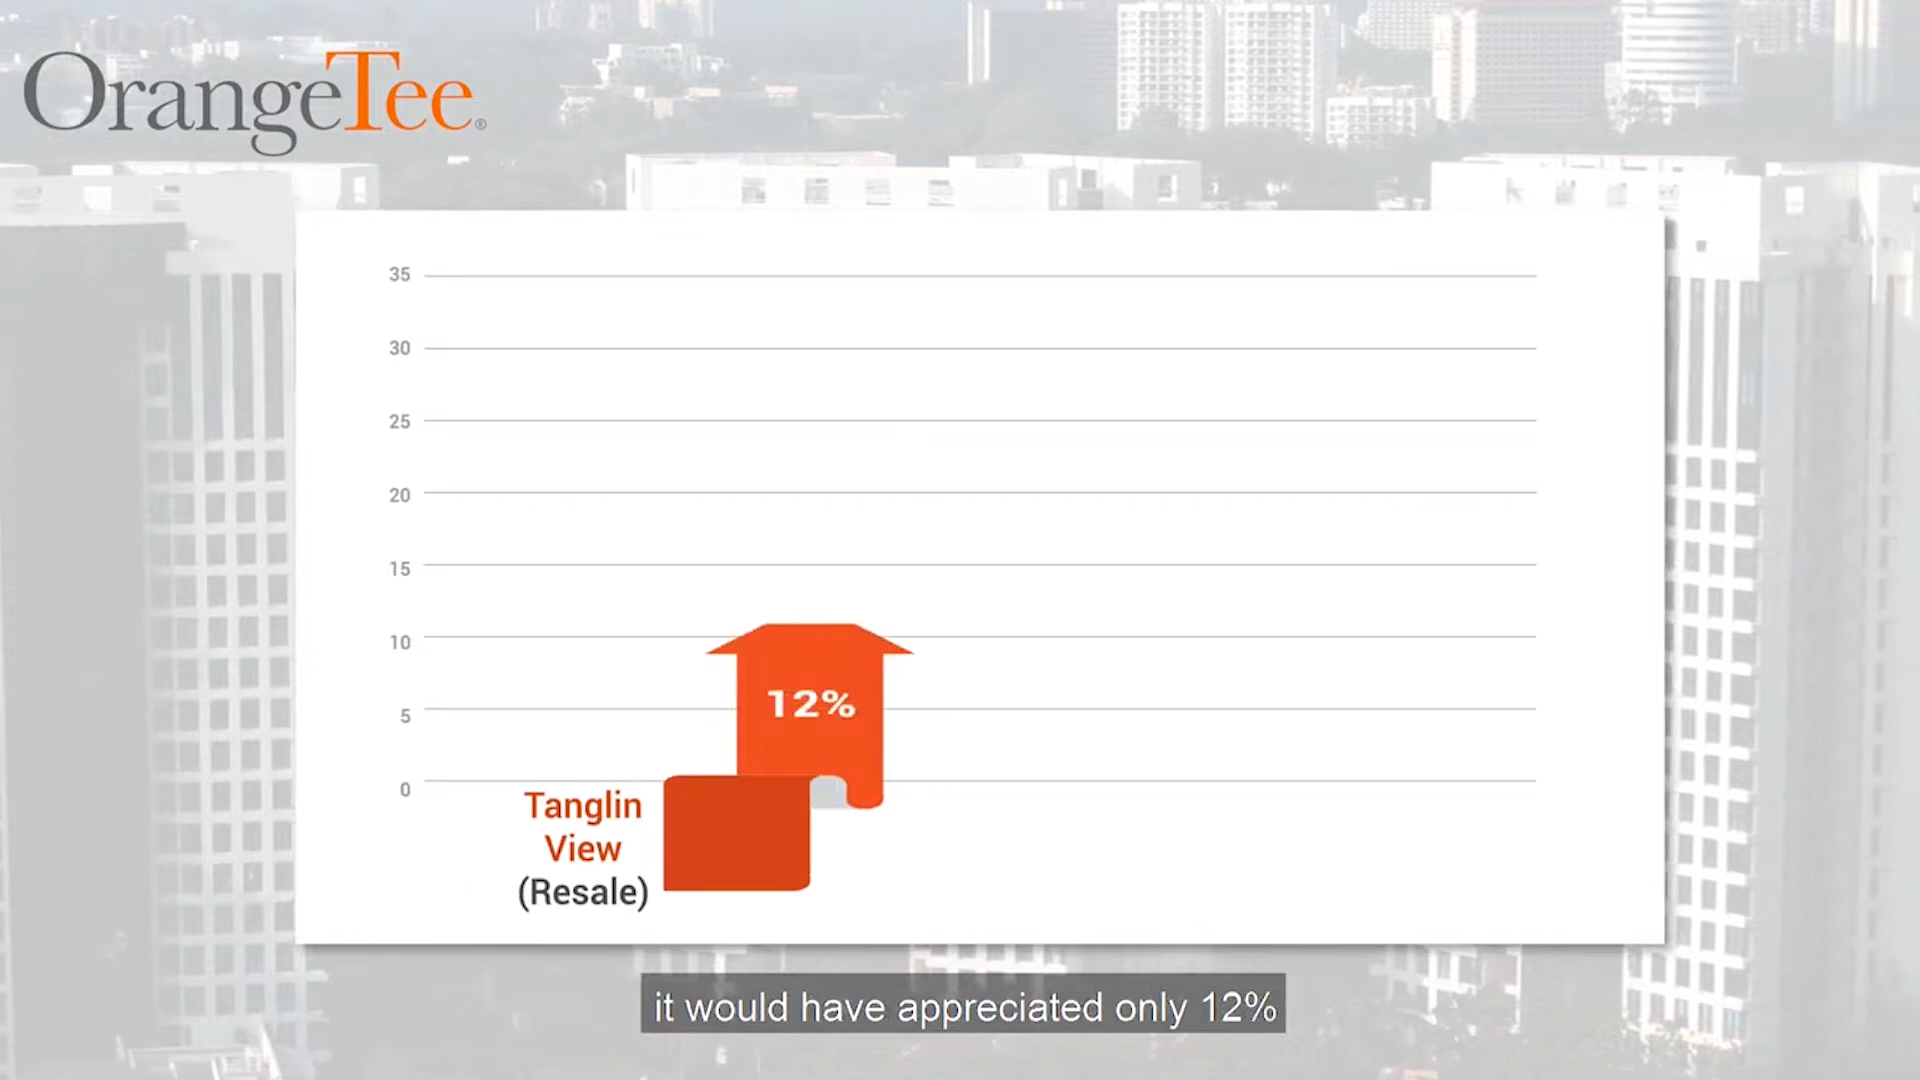 OrangeTee®
35
30
25
20
15
10
5
0
12%
Tanglin
View
(Resale)
it would have appreciated only 12%